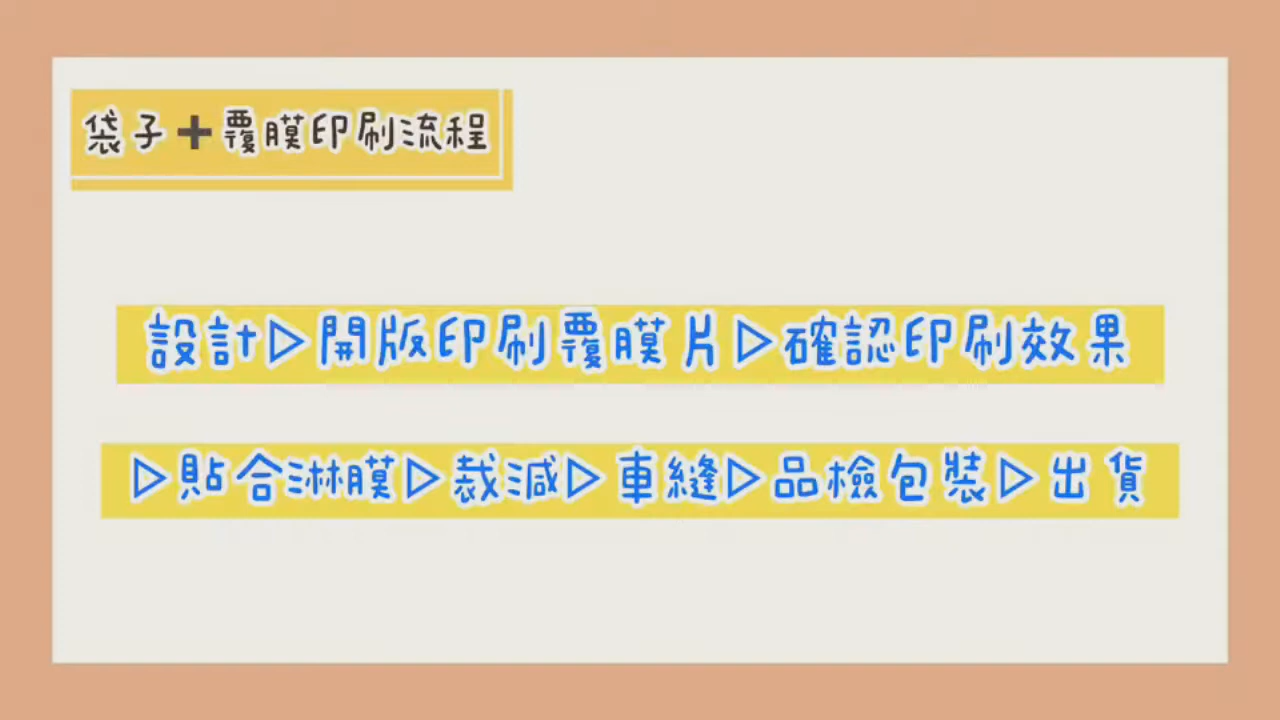 袋子➕覆膜印刷流程
設計▷開版印刷覆膜片▷確認印刷效果
▷貼合淋膜▷裁減▷車縫▷品檢包裝▷出貨